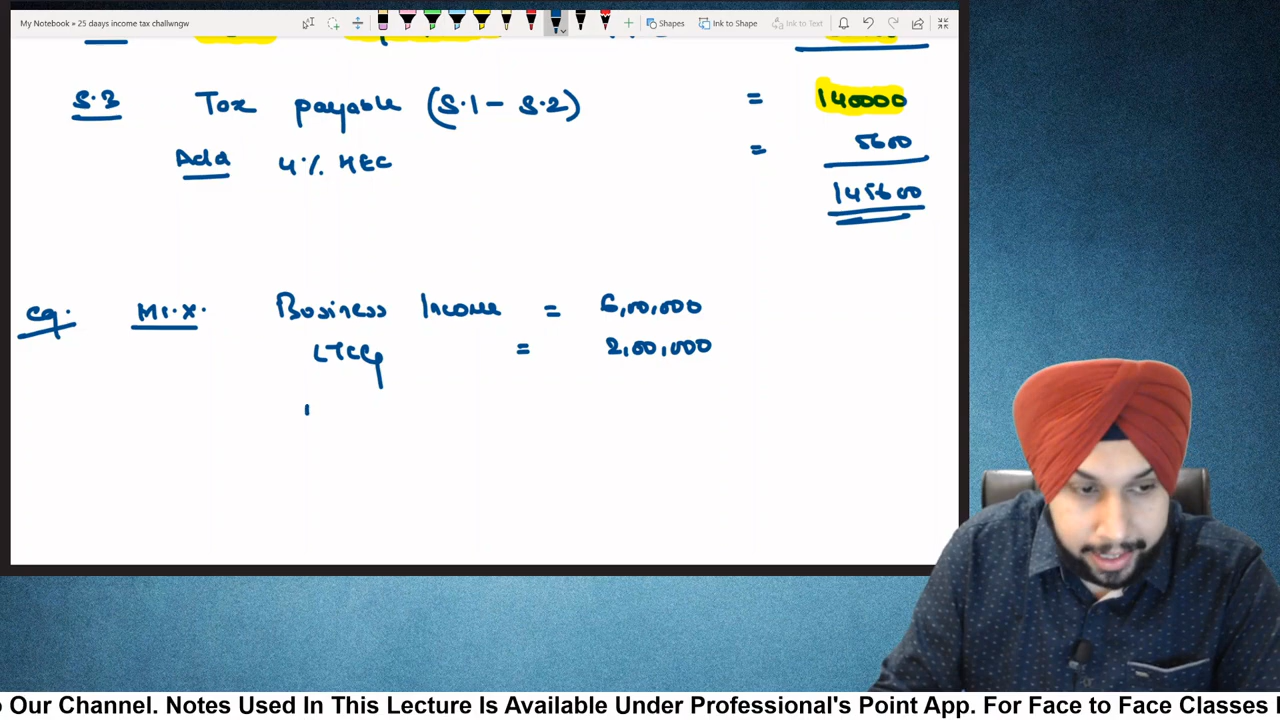 My Notebook » 25 daays income tax challwngw
Shapes
Ink to Shape
Ink to Text
S.3 Tax payable (S.1 - S.2) = 140000
Add 4% HEC = 5600
145600
eg. Mr.X. Business Income = 6,00,000
LTCG = 2,00,000
o Our Channel. Notes Used In This Lecture Is Available Under Professional's Point App. For Face to Face Classes